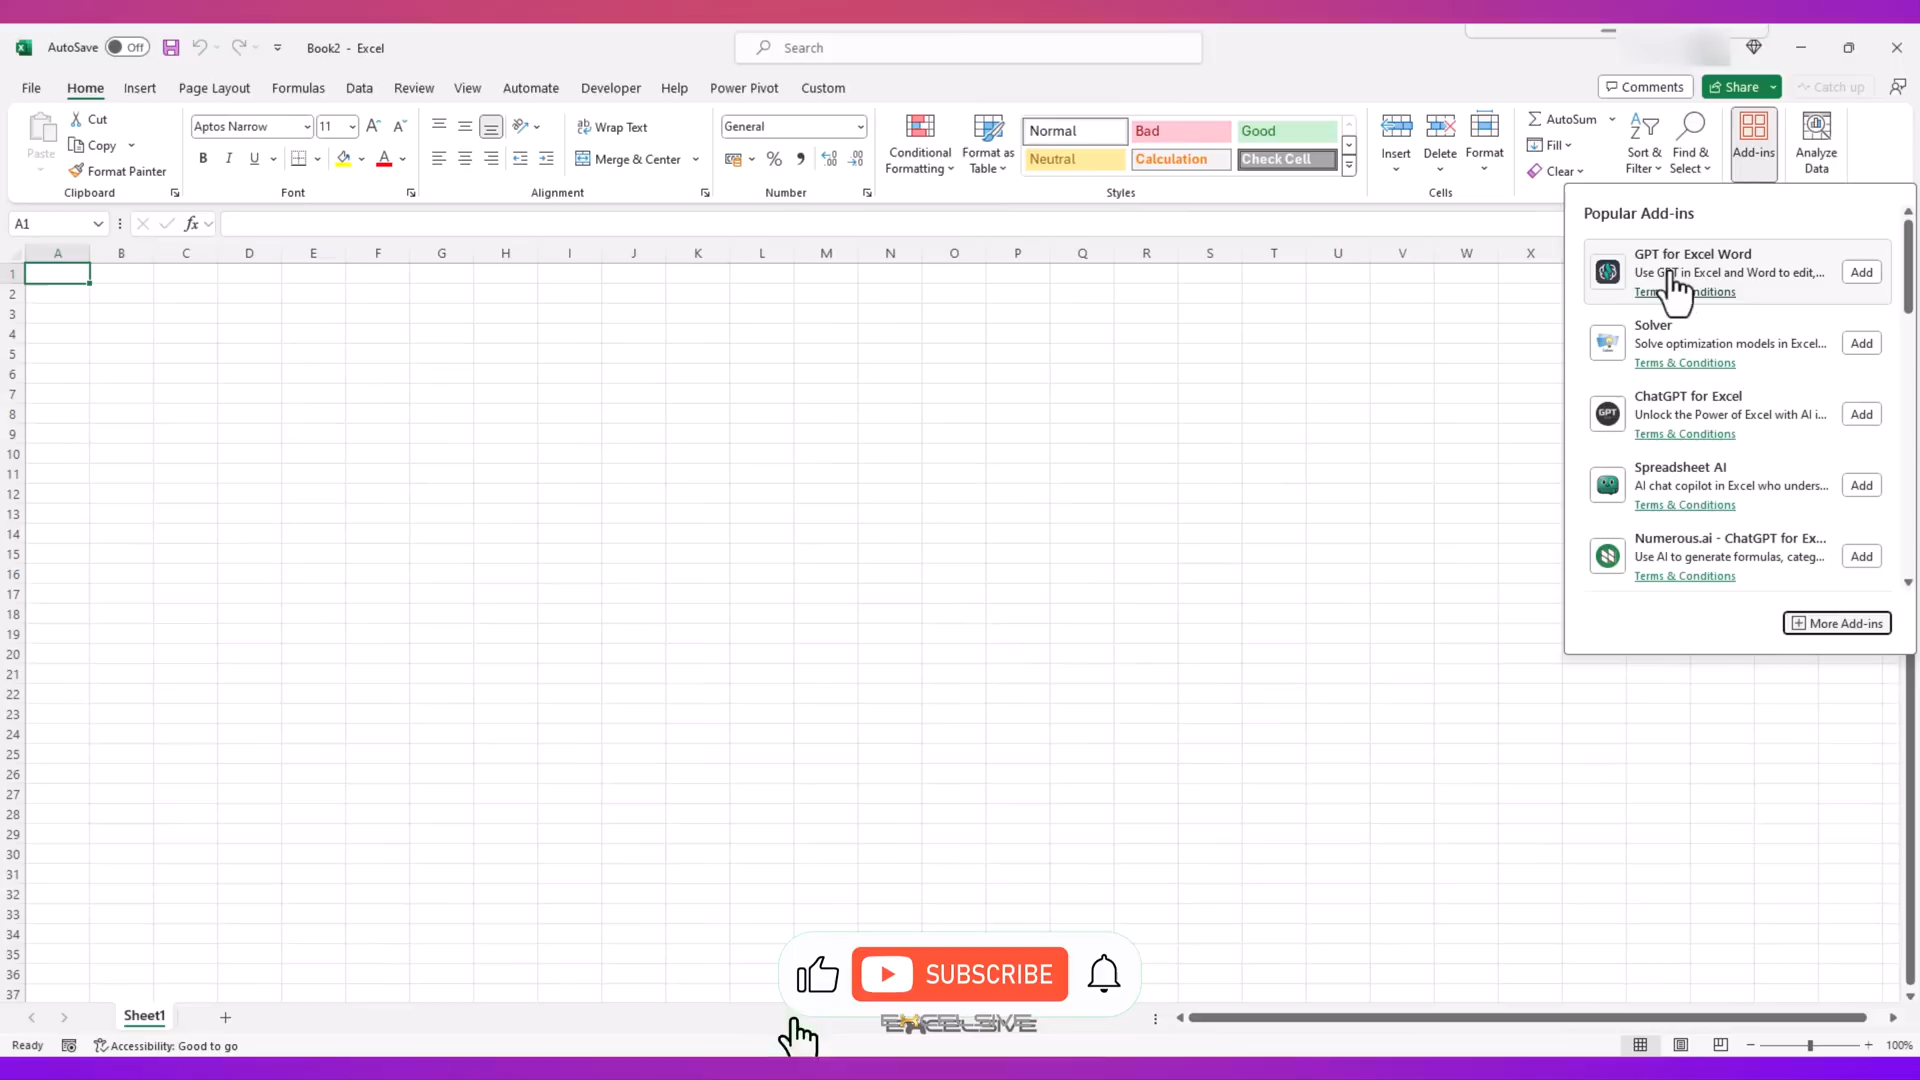 AutoSave Off Book2 - Excel Search
File Home Insert Page Layout Formulas Data Review View Automate Developer Help Power Pivot Custom Comments Share Catch up
Paste Cut Copy Format Painter Clipboard
Aptos Narrow 11 B I U A Font
Wrap Text Merge & Center Alignment
General % Number
Conditional Formatting Format as Table
Normal Bad Good
Neutral Calculation Check Cell
Styles
Insert Delete Format Cells
AutoSum Fill Clear
Sort & Filter Find & Select
Add-ins Analyze Data
A1 fx
A B C D E F G H I J K L M N O P Q R S T U V W X
1
2
3
4
5
6
7
8
9
10
11
12
13
14
15
16
17
18
19
20
21
22
23
24
25
26
27
28
29
30
31
32
33
34
35
36
37
Popular Add-ins
GPT for Excel Word
Use GPT in Excel and Word to edit,... Add
Solver
Solve optimization models in Excel... Add
Terms & Conditions
ChatGPT for Excel
GPT
Unlock the Power of Excel with AI i... Add
Terms & Conditions
Spreadsheet AI
AI chat copilot in Excel who unders... Add
Terms & Conditions
Numerous.ai - ChatGPT for Ex...
Use AI to generate formulas, categ... Add
Terms & Conditions
More Add-ins
SUBSCRIBE
EXCELSIVE
Sheet1
Ready Accessibility: Good to go 100%